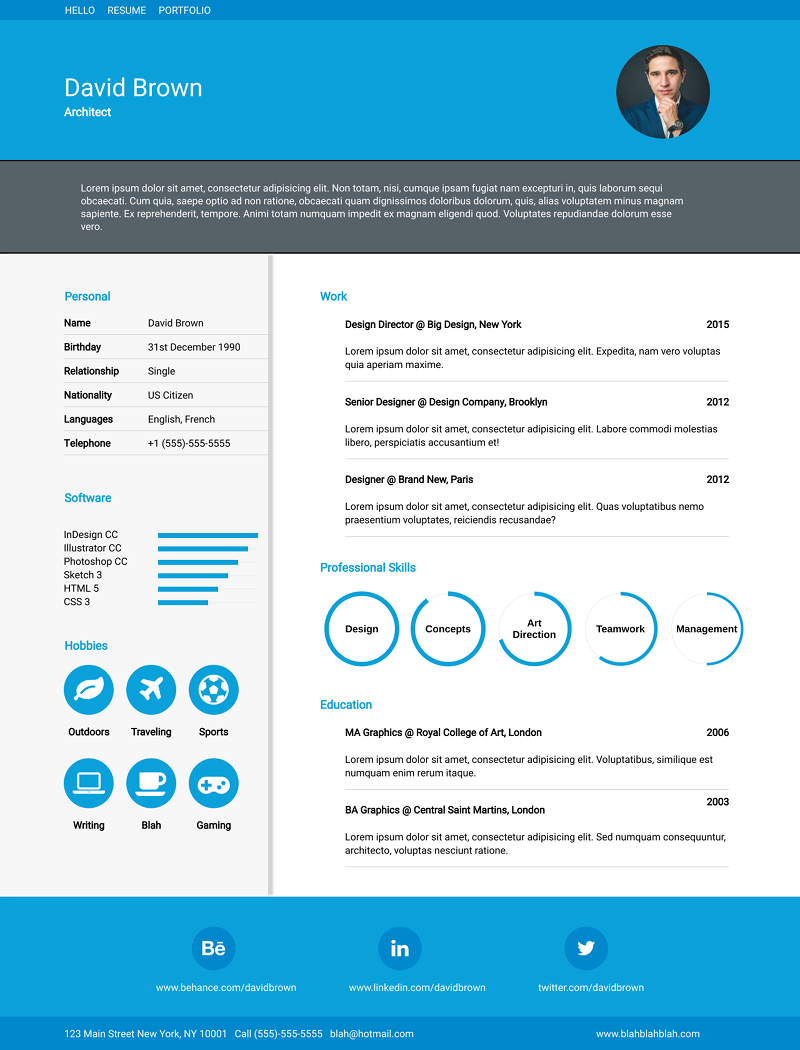 HELLO RESUME PORTFOLIO
David Brown
Architect
Lorem ipsum dolor sit amet, consectetur adipisicing elit. Non totam, nisi, cumque ipsam fugiat nam excepturi in, quis laborum sequi
obcaecati. Cum quia, saepe optio ad non ratione, obcaecati quam dignissimos doloribus dolorum, quis, alias voluptatem minus magnam
sapiente. Ex reprehenderit, tempore. Animi totam numquam impedit ex magnam eligendi quod. Voluptates repudiandae dolorum esse
vero.
Personal
Name David Brown
Birthday 31st December 1990
Relationship Single
Nationality US Citizen
Languages English, French
Telephone +1 (555)-555-5555
Software
InDesign CC
Illustrator CC
Photoshop CC
Sketch 3
HTML 5
CSS 3
Hobbies
Outdoors Traveling Sports
Writing Blah Gaming
Work
Design Director @ Big Design, New York 2015
Lorem ipsum dolor sit amet, consectetur adipisicing elit. Expedita, nam vero voluptas
quia aperiam maxime.
Senior Designer @ Design Company, Brooklyn 2012
Lorem ipsum dolor sit amet, consectetur adipisicing elit. Labore commodi molestias
libero, perspiciatis accusantium et!
Designer @ Brand New, Paris 2012
Lorem ipsum dolor sit amet, consectetur adipisicing elit. Quas voluptatibus nemo
praesentium voluptates, reiciendis recusandae?
Professional Skills
Design
Concepts
Art
Direction
Teamwork
Management
Education
MA Graphics @ Royal College of Art, London 2006
Lorem ipsum dolor sit amet, consectetur adipisicing elit. Voluptatibus, similique est
numquam enim rerum itaque.
BA Graphics @ Central Saint Martins, London 2003
Lorem ipsum dolor sit amet, consectetur adipisicing elit. Sed numquam consequuntur,
architecto, voluptas nesciunt ratione.
Bē in
www.behance.com/davidbrown www.linkedin.com/davidbrown twitter.com/davidbrown
123 Main Street New York, NY 10001 Call (555)-555-5555 blah@hotmail.com www.blahblahblah.com